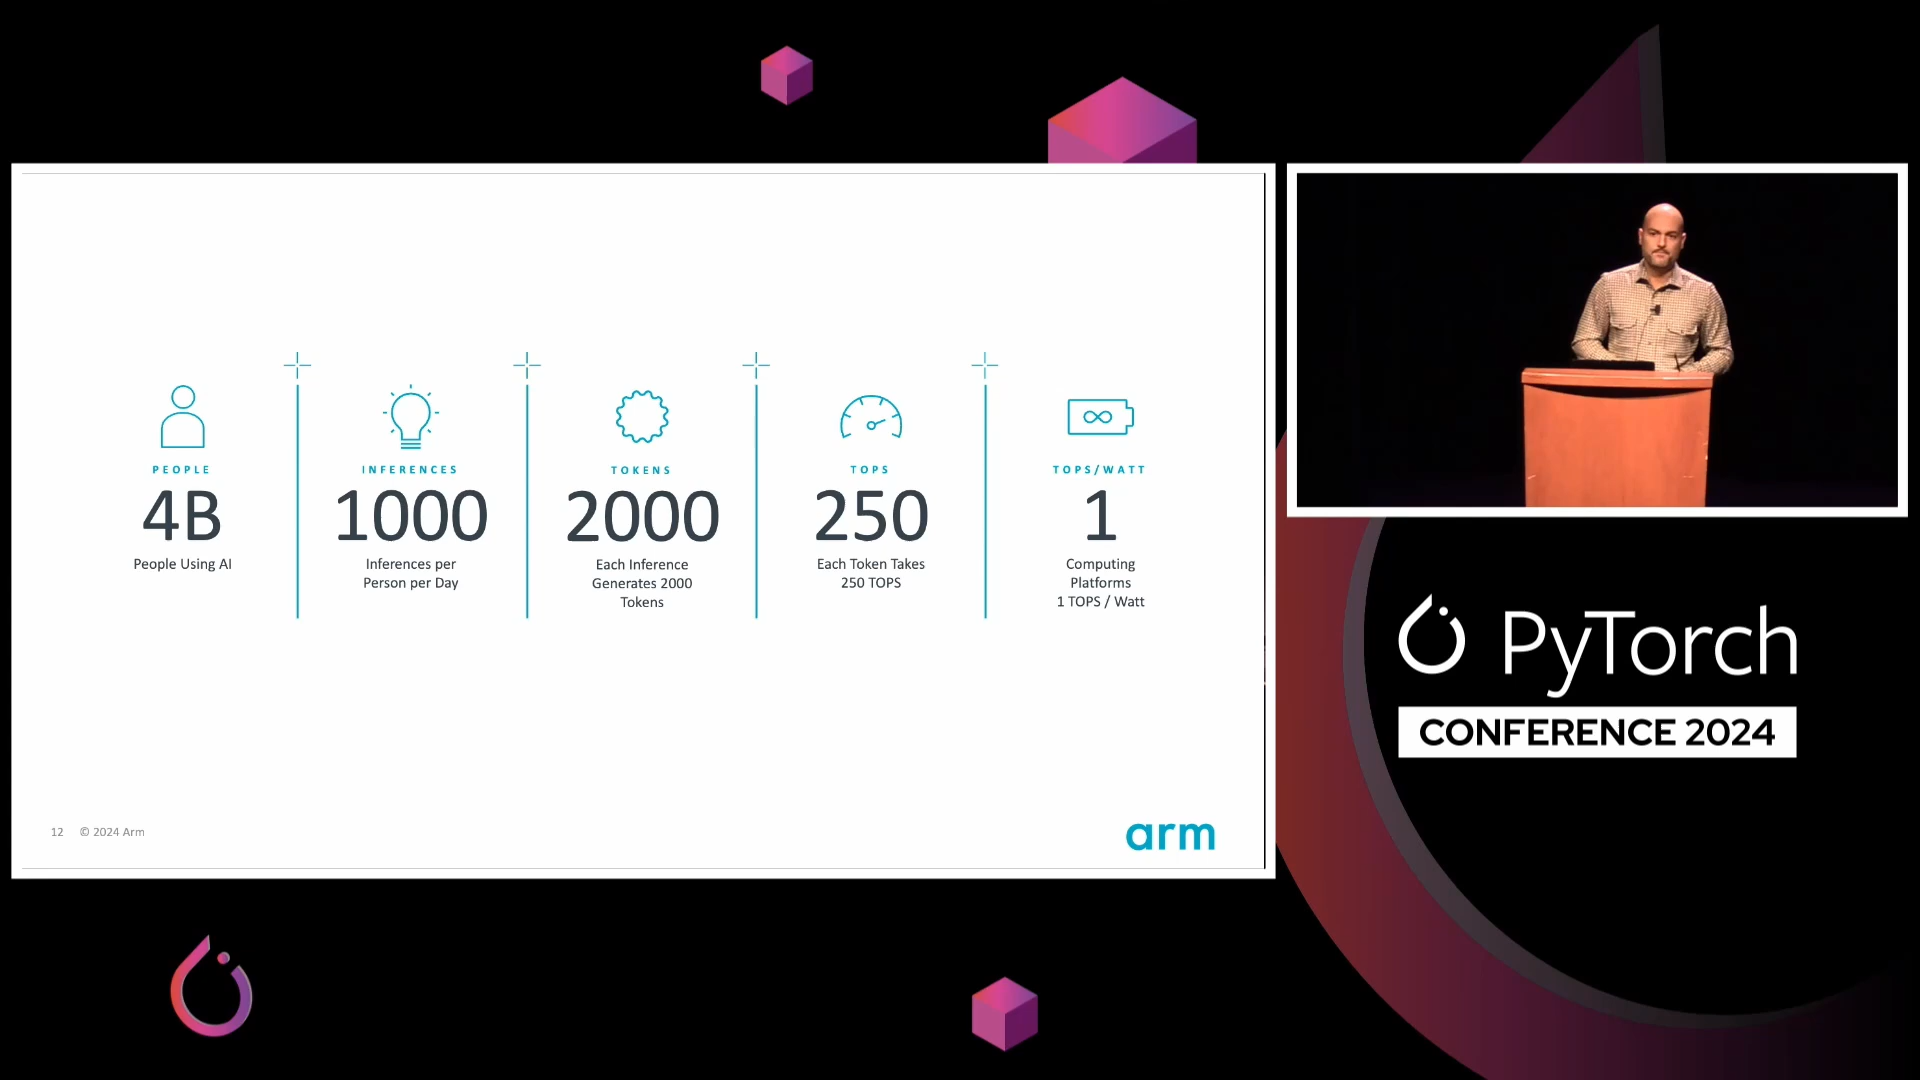 PEOPLE
4B
People Using AI
INFERENCES
1000
Inferences per
Person per Day
TOKENS
2000
Each Inference
Generates 2000
Tokens
TOPS
250
Each Token Takes
250 TOPS
TOPS/WATT
1
Computing
Platforms
1 TOPS / Watt
12 © 2024 Arm
arm
PyTorch
CONFERENCE 2024